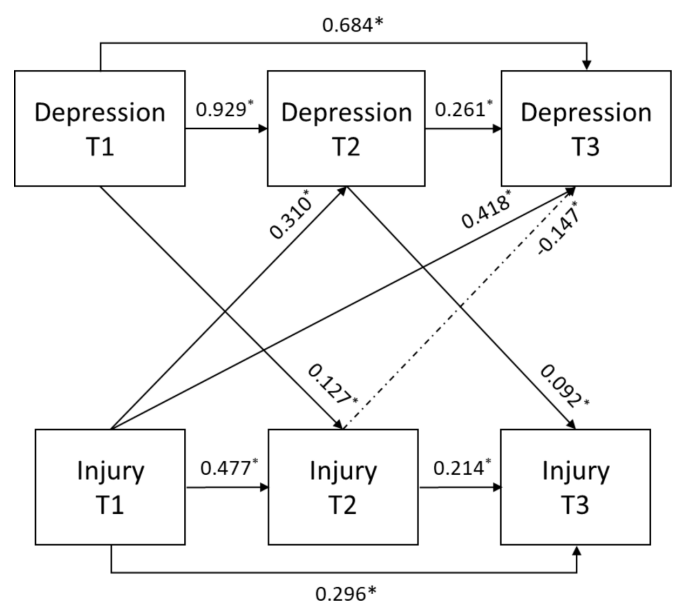 0.684*
Depression
T1
0.929*
Depression
T2
0.261*
Depression
T3
0.310*
0.418*
-0.147*
0.127*
0.092*
Injury
T1
0.477*
Injury
T2
0.214*
Injury
T3
0.296*